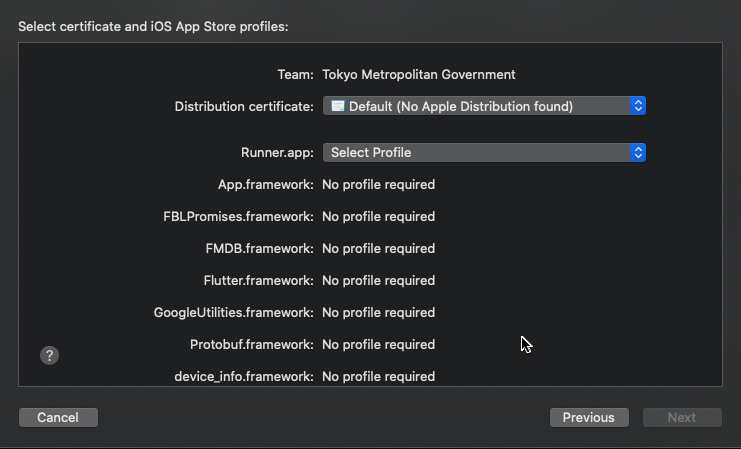 Select certificate and iOS App Store profiles:
Team: Tokyo Metropolitan Government
Distribution certificate: Default (No Apple Distribution found)
Runner.app: Select Profile
App.framework: No profile required
FBLPromises.framework: No profile required
FMDB.framework: No profile required
Flutter.framework: No profile required
GoogleUtilities.framework: No profile required
Protobuf.framework: No profile required
?
device_info.framework: No profile required
Cancel Previous Next